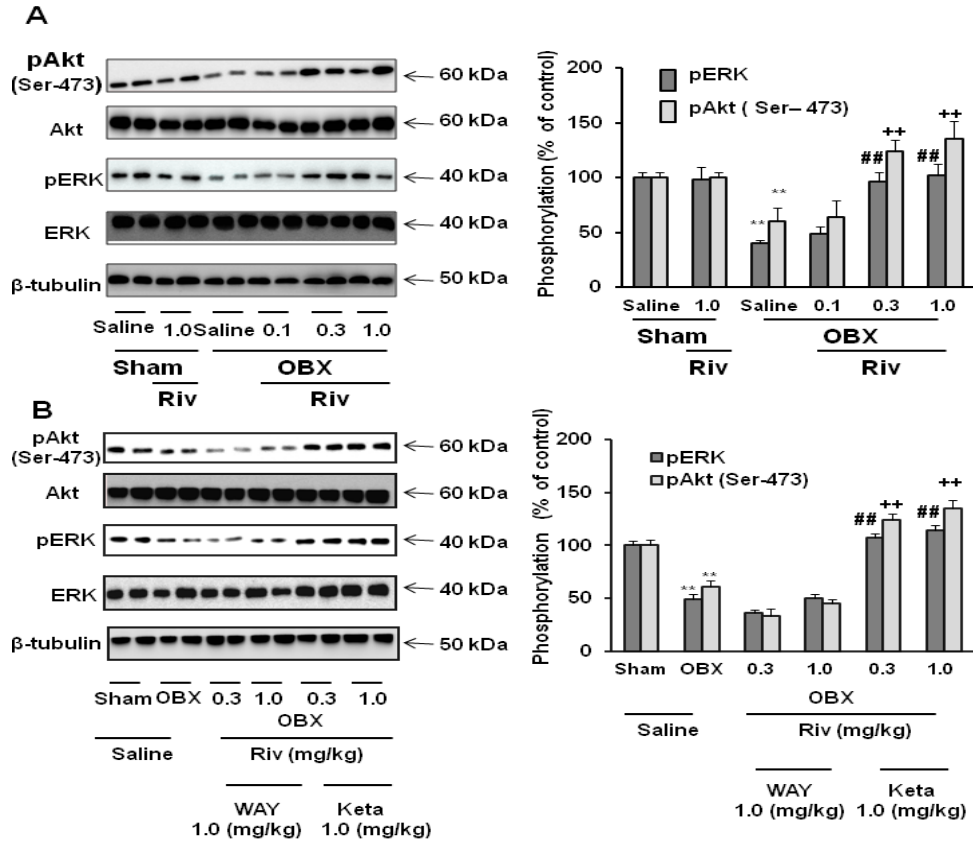 A
pAkt
(Ser-473)
60 kDa
Akt
60 kDa
pERK
40 kDa
ERK
40 kDa
β-tubulin
50 kDa
Saline 1.0 Saline 0.1 0.3 1.0
Sham OBX
Riv Riv
Phosphorylation (% of control)
200
150
100
50
0
pERK
pAkt ( Ser– 473)
** ** ## ++ ## ++
Saline 1.0 Saline 0.1 0.3 1.0
Sham OBX
Riv Riv
B
pAkt
(Ser-473)
60 kDa
Akt
60 kDa
pERK
40 kDa
ERK
40 kDa
β-tubulin
50 kDa
Sham OBX 0.3 1.0 0.3 1.0
OBX
Saline Riv (mg/kg)
WAY Keta
1.0 (mg/kg) 1.0 (mg/kg)
Phosphorylation (% of control)
200
150
100
50
0
pERK
pAkt (Ser-473)
** ** ## ++ ## ++
Sham OBX 0.3 1.0 0.3 1.0
OBX
Saline Riv (mg/kg)
WAY Keta
1.0 (mg/kg) 1.0 (mg/kg)